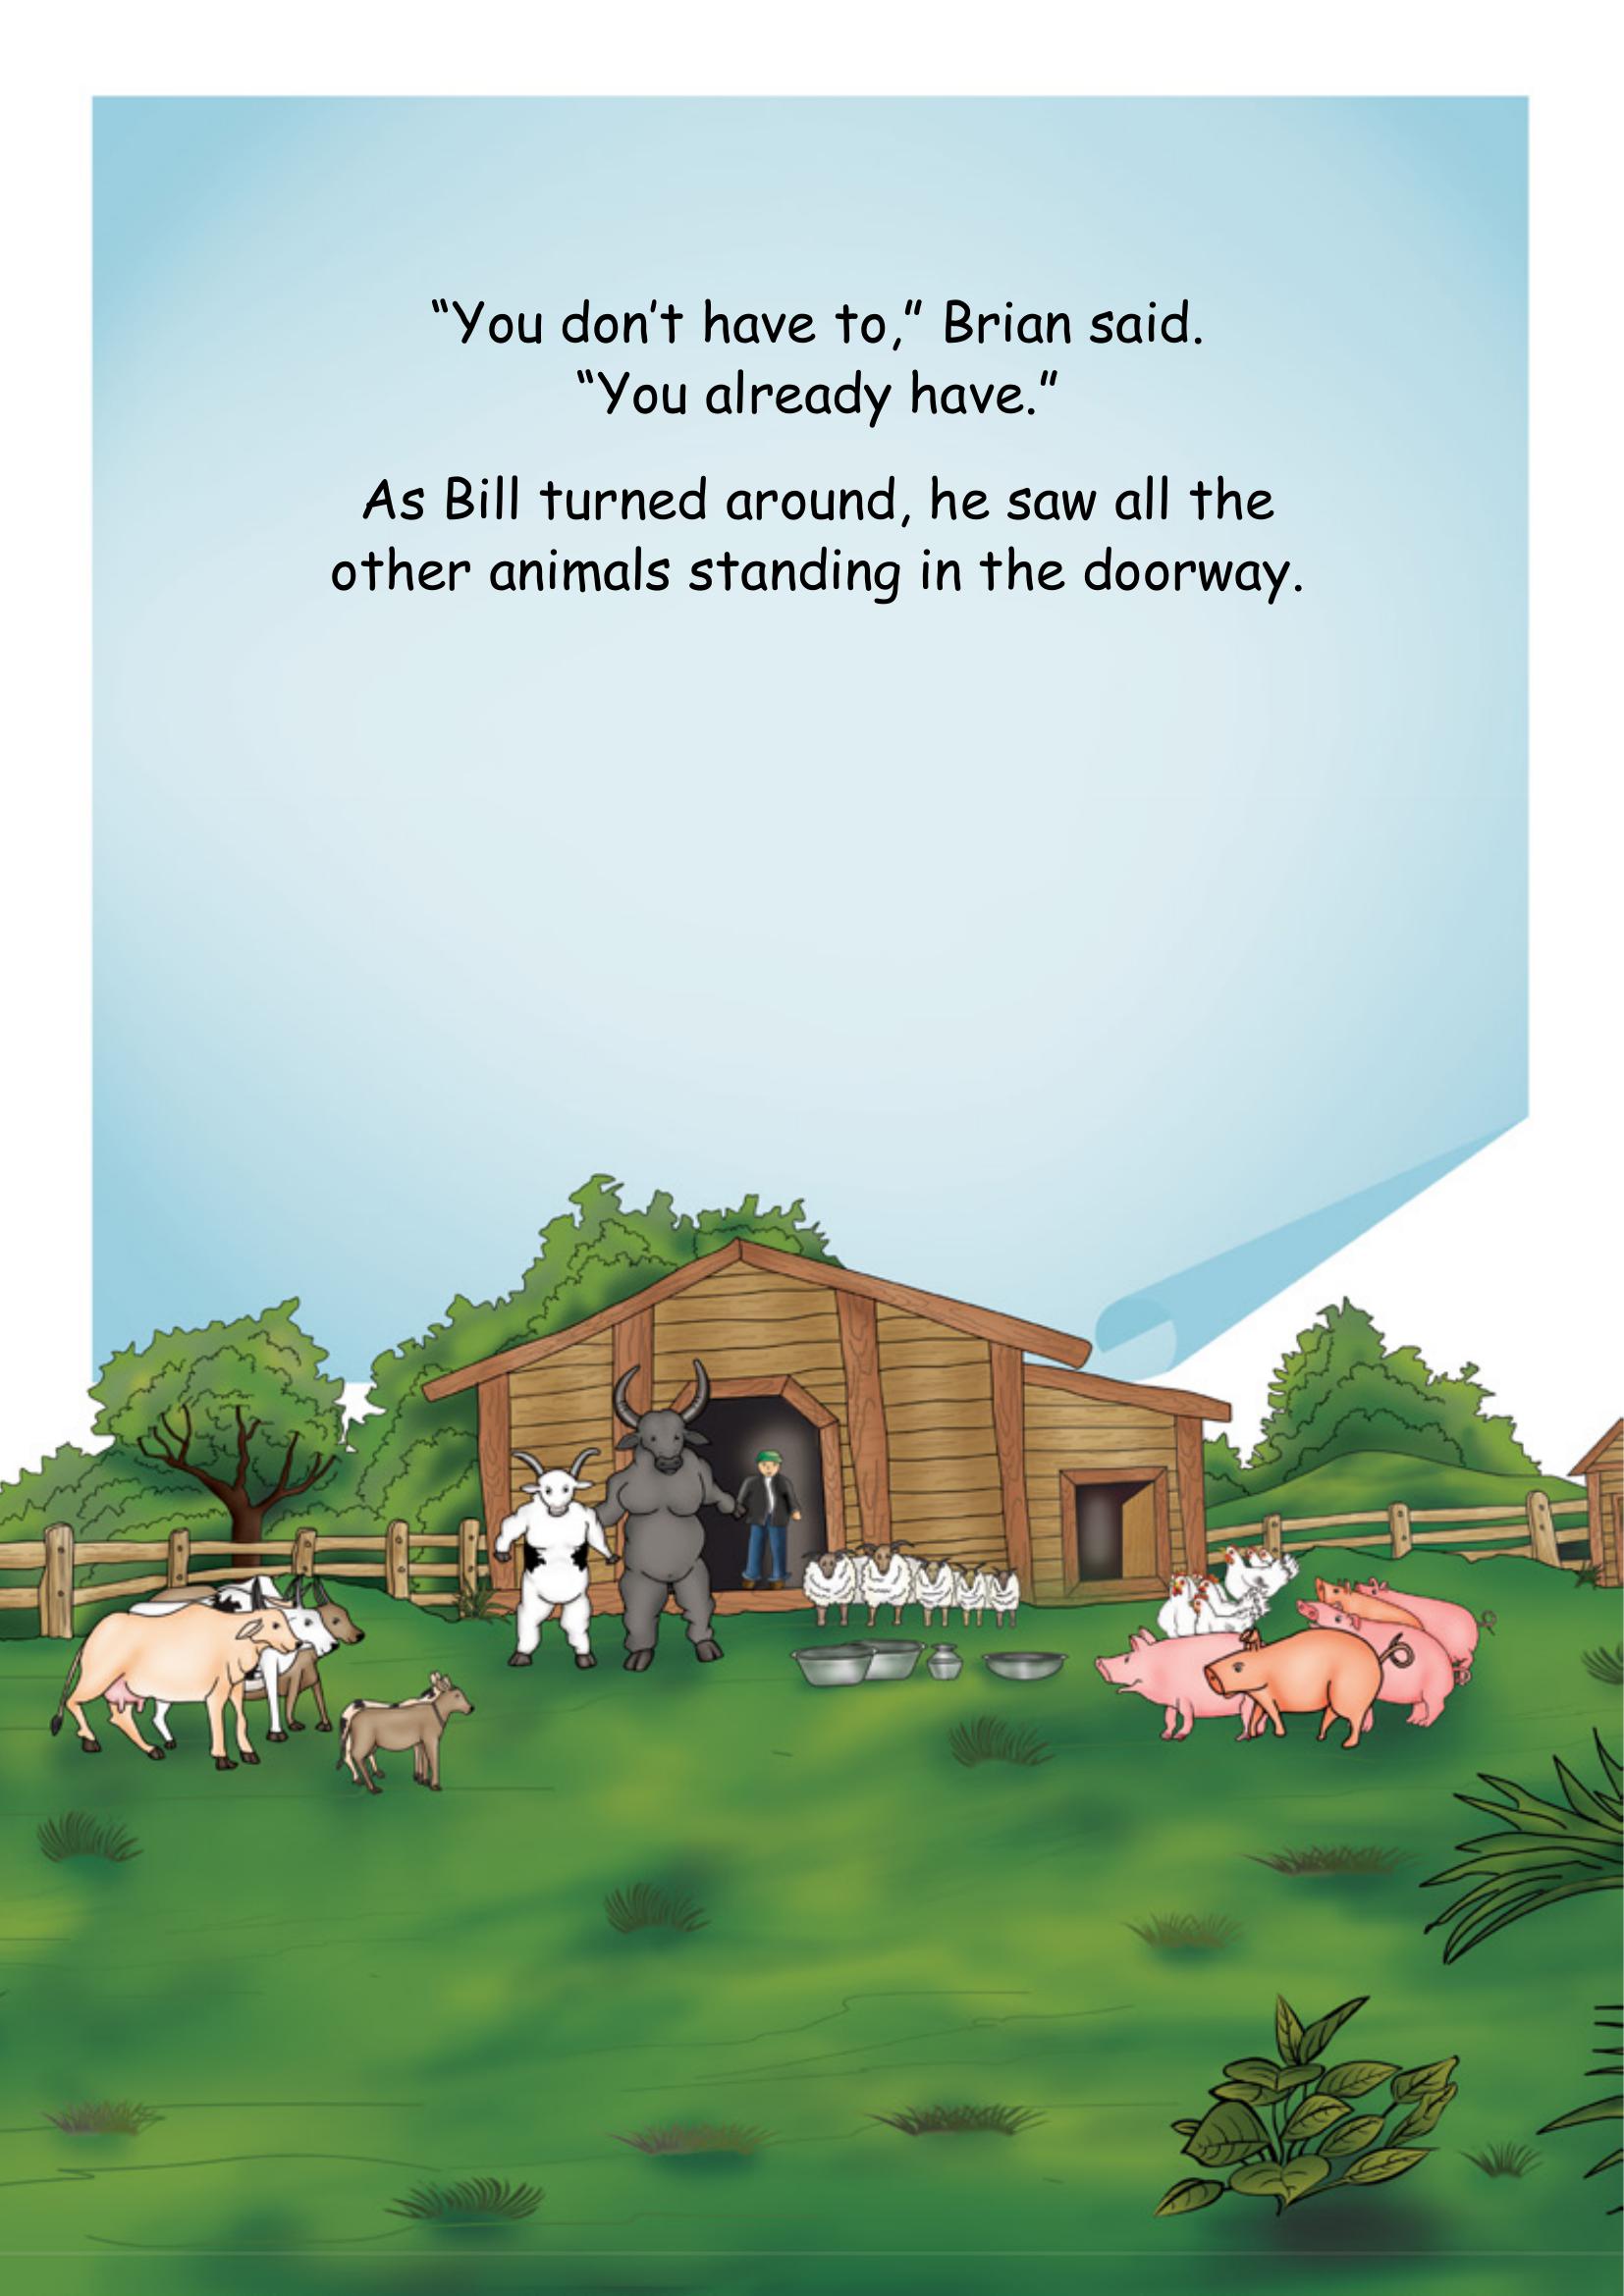 “You don’t have to,” Brian said.
“You already have.”
As Bill turned around, he saw all the
other animals standing in the doorway.